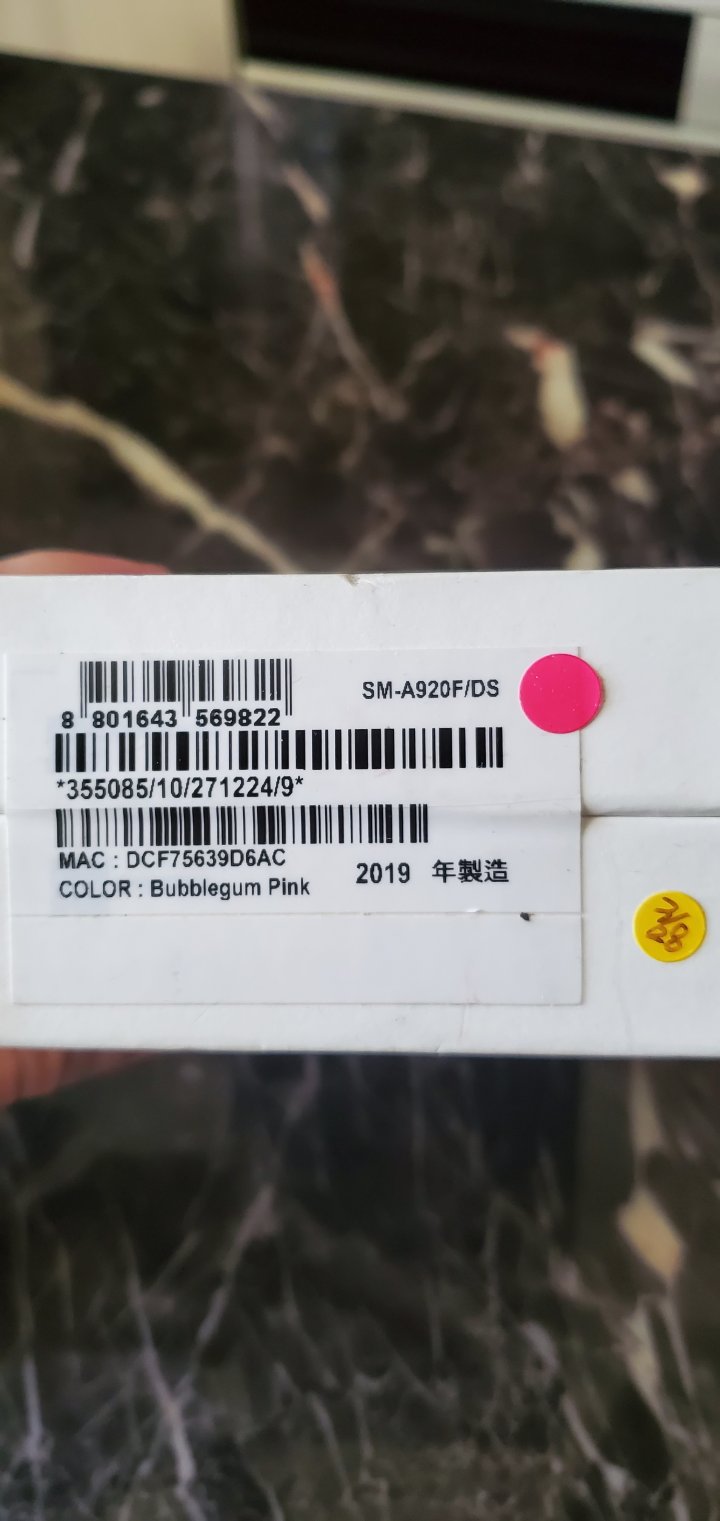 SM-A920F/DS
8 801643 569822
*355085/10/271224/9*
MAC : DCF75639D6AC
COLOR : Bubblegum Pink
2019 年製造